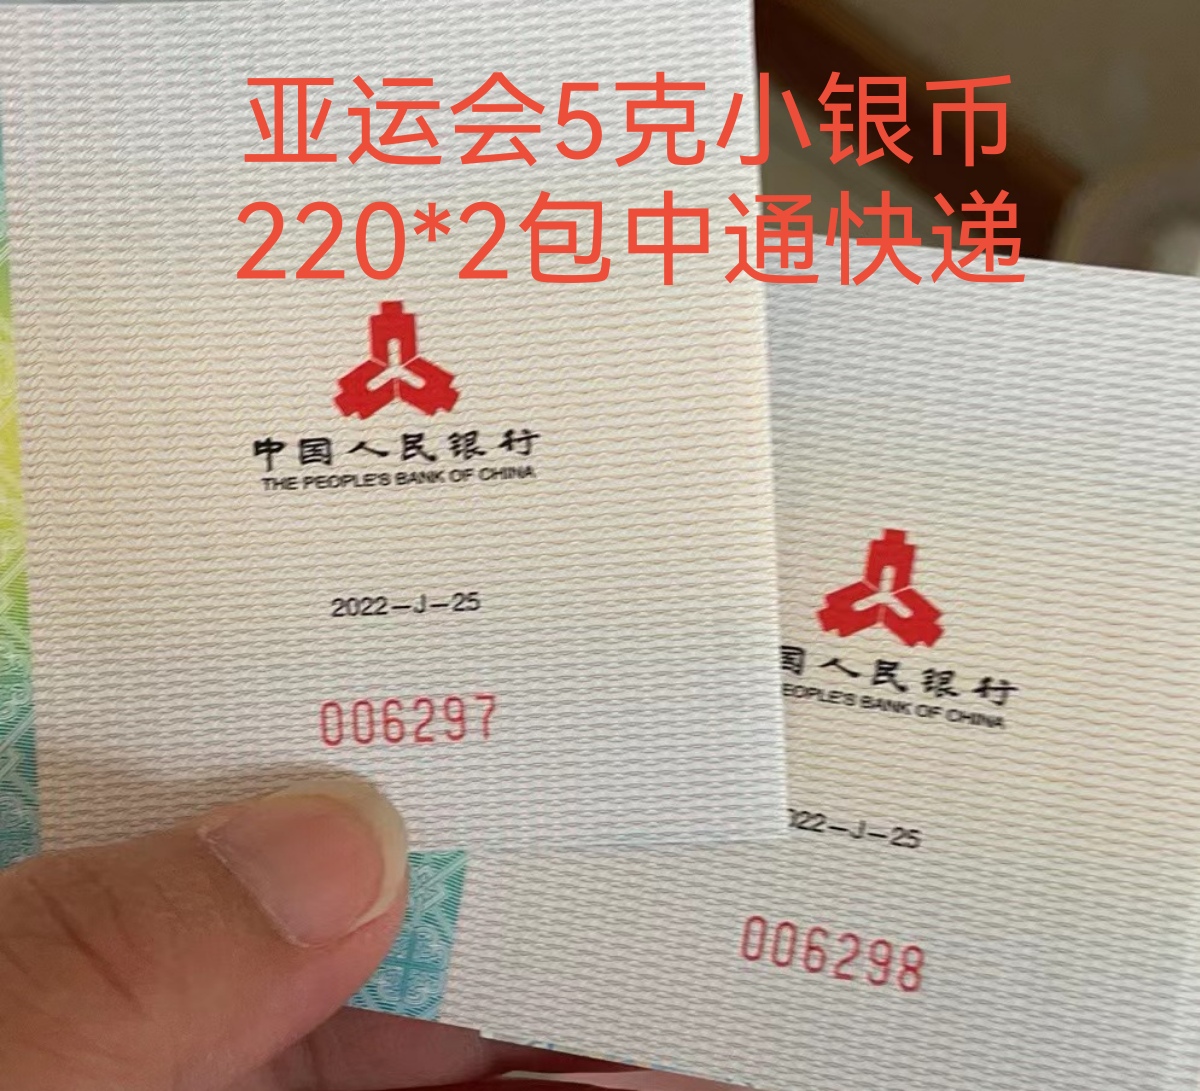 亚运会5克小银币
220*2包中通快递
中国人民银行
THE PEOPLE'S BANK OF CHINA
2022-J-25
006297
国人民银行
EOPLE'S BANK OF CHINA
022-J-25
006298